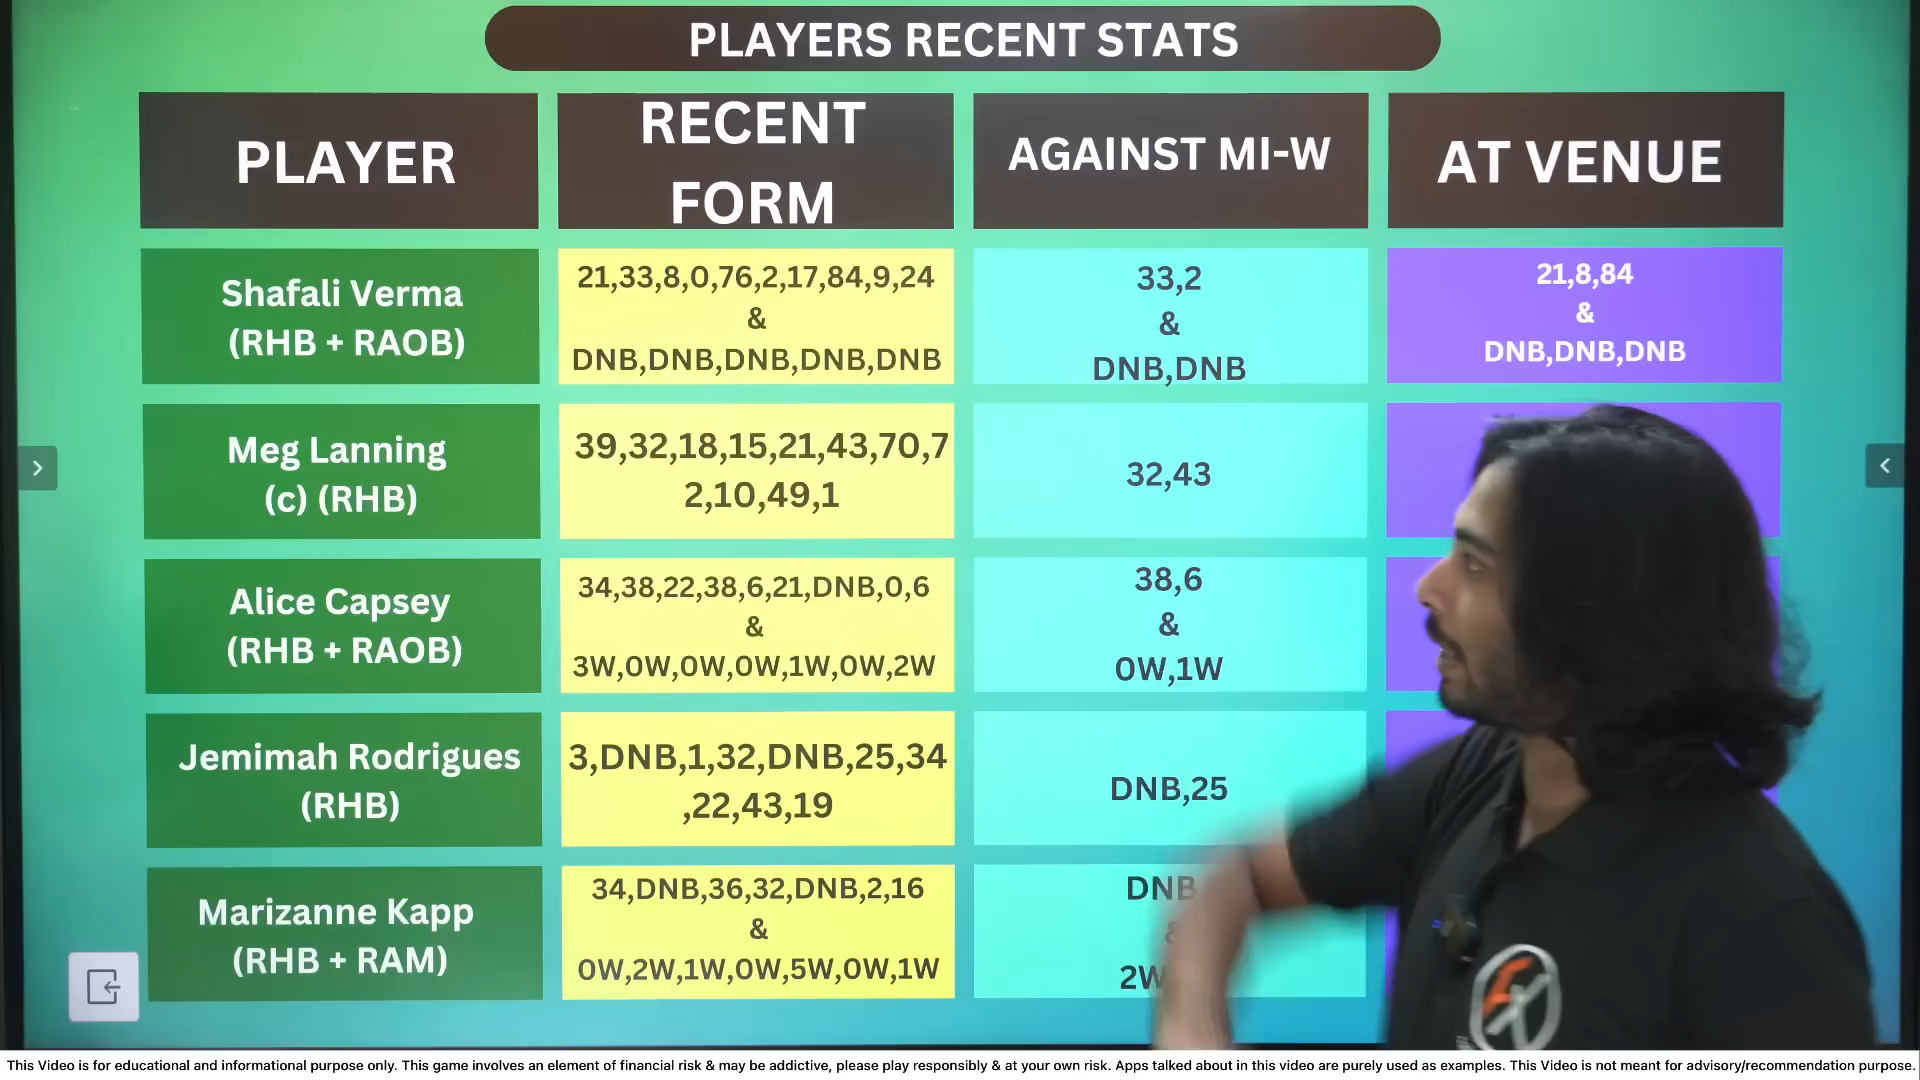 PLAYERS RECENT STATS
PLAYER
RECENT
FORM
AGAINST MI-W
AT VENUE
Shafali Verma
(RHB + RAOB)
21,33,8,0,76,2,17,84,9,24
&
DNB,DNB,DNB,DNB,DNB
33,2
&
DNB,DNB
21,8,84
&
DNB,DNB,DNB
Meg Lanning
(c) (RHB)
39,32,18,15,21,43,70,7
2,10,49,1
32,43
Alice Capsey
(RHB + RAOB)
34,38,22,38,6,21,DNB,0,6
&
3W,0W,0W,0W,1W,0W,2W
38,6
&
0W,1W
Jemimah Rodrigues
(RHB)
3,DNB,1,32,DNB,25,34
,22,43,19
DNB,25
Marizanne Kapp
(RHB + RAM)
34,DNB,36,32,DNB,2,16
&
0W,2W,1W,0W,5W,0W,1W
DNB
&
2W
This Video is for educational and informational purpose only. This game involves an element of financial risk & may be addictive, please play responsibly & at your own risk. Apps talked about in this video are purely used as examples. This Video is not meant for advisory/recommendation purpose.